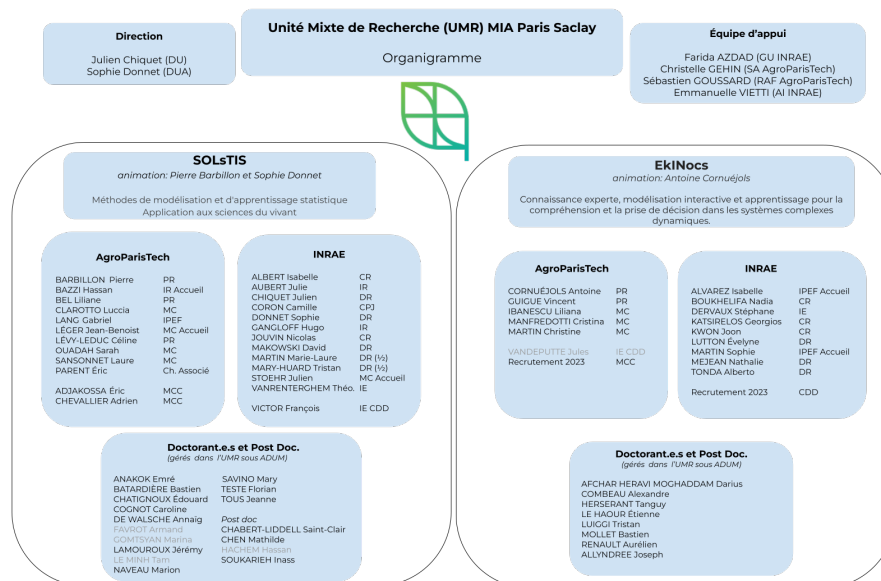 Unité Mixte de Recherche (UMR) MIA Paris Saclay
Organigramme
Direction
Julien Chiquet (DU)
Sophie Donnet (DUA)
Équipe d'appui
Farida AZDAD (GU INRAE)
Christelle GEHIN (SA AgroParisTech)
Sébastien GOUSSARD (RAF AgroParisTech)
Emmanuelle VIETTI (AI INRAE)
SOLsTIS
animation: Pierre Barbillon et Sophie Donnet
Méthodes de modélisation et d'apprentissage statistique
Application aux sciences du vivant
AgroParisTech
BARBILLON Pierre PR
BAZZI Hassan IR Accueil
BEL Liliane PR
CLAROTTO Luccia MC
LANG Gabriel IPEF
LÉGER Jean-Benoist MC Accueil
LÉVY-LEDUC Céline PR
OUADAH Sarah MC
SANSONNET Laure MC
PARENT Éric Ch. Associé
ADJAKOSSA Éric MCC
CHEVALLIER Adrien MCC
INRAE
ALBERT Isabelle CR
AUBERT Julie IR
CHIQUET Julien DR
CORON Camille CPJ
DONNET Sophie DR
GANGLOFF Hugo IR
JOUVIN Nicolas CR
MAKOWSKI David DR
MARTIN Marie-Laure DR (½)
MARY-HUARD Tristan DR (½)
STOEHR Julien MC Accueil
VANRENTERGHEM Théo. IE
VICTOR François IE CDD
Doctorant.e.s et Post Doc.
(gérés dans l'UMR sous ADUM)
ANAKOK Emré
BATARDIÈRE Bastien
CHATIGNOUX Édouard
COGNOT Caroline
DE WALSCHE Annaïg
FAVROT Armand
GOMTSYAN Marina
LAMOUROUX Jérémy
LE MINH Tam
NAVEAU Marion
SAVINO Mary
TESTE Florian
TOUS Jeanne
Post doc
CHABERT-LIDDELL Saint-Clair
CHEN Mathilde
HACHEM Hassan
SOUKARIEH Inass
EkINocs
animation: Antoine Cornuéjols
Connaissance experte, modélisation interactive et apprentissage pour la
compréhension et la prise de décision dans les systèmes complexes
dynamiques.
AgroParisTech
CORNUÉJOLS Antoine PR
GUIGUE Vincent PR
IBANESCU Liliana MC
MANFREDOTTI Cristina MC
MARTIN Christine MC
VANDEPUTTE Jules IE CDD
Recrutement 2023 MCC
INRAE
ALVAREZ Isabelle IPEF Accueil
BOUKHELIFA Nadia CR
DERVAUX Stéphane IE
KATSIRELOS Georgios CR
KWON Joon CR
LUTTON Évelyne DR
MARTIN Sophie IPEF Accueil
MEJEAN Nathalie DR
TONDA Alberto DR
Recrutement 2023 CDD
Doctorant.e.s et Post Doc.
(gérés dans l'UMR sous ADUM)
AFCHAR HERAVI MOGHADDAM Darius
COMBEAU Alexandre
HERSERANT Tanguy
LE HAOUR Étienne
LUIGGI Tristan
MOLLET Bastien
RENAULT Aurélien
ALLYNDREE Joseph